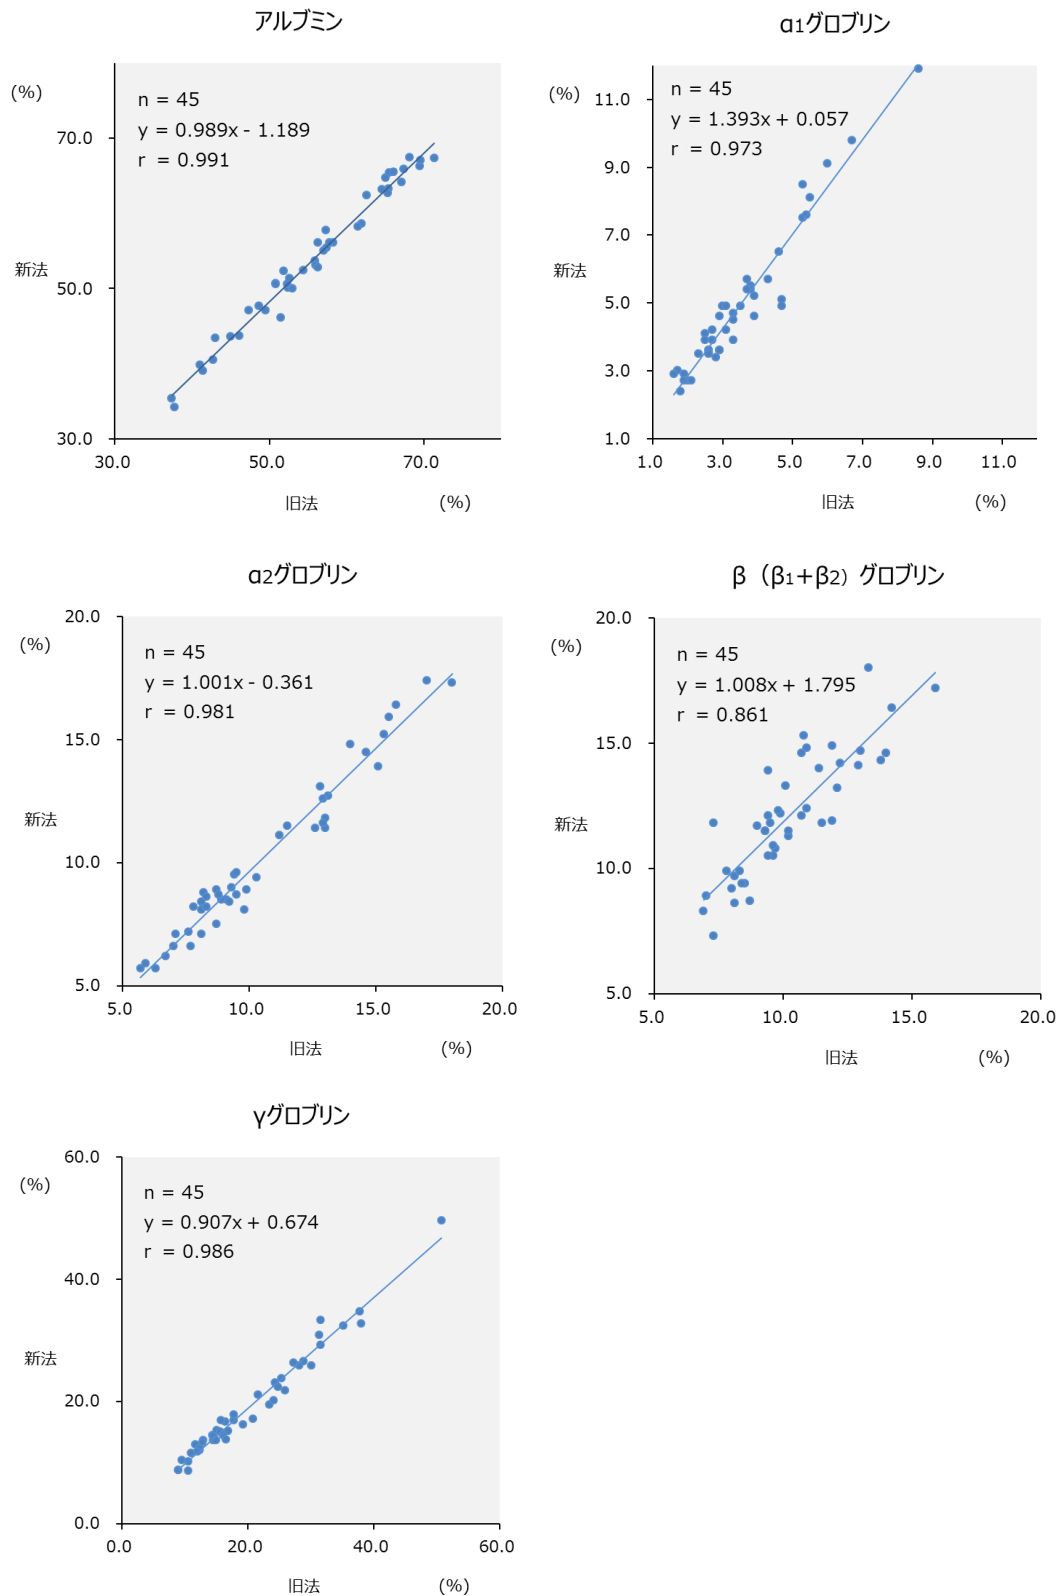 アルブミン
(%)
n = 45
y = 0.989x - 1.189
r = 0.991
70.0
新法
50.0
30.0
30.0 50.0 70.0
旧法 (%)
α1グロブリン
(%)
11.0
n = 45
y = 1.393x + 0.057
r = 0.973
9.0
7.0
新法
5.0
3.0
1.0
1.0 3.0 5.0 7.0 9.0 11.0
旧法 (%)
α2グロブリン
20.0
(%)
n = 45
y = 1.001x - 0.361
r = 0.981
15.0
新法
10.0
5.0
5.0 10.0 15.0 20.0
旧法 (%)
β（β1+β2）グロブリン
20.0
(%)
n = 45
y = 1.008x + 1.795
r = 0.861
15.0
新法
10.0
5.0
5.0 10.0 15.0 20.0
旧法 (%)
γグロブリン
60.0
(%)
n = 45
y = 0.907x + 0.674
r = 0.986
40.0
新法
20.0
0.0
0.0 20.0 40.0 60.0
旧法 (%)